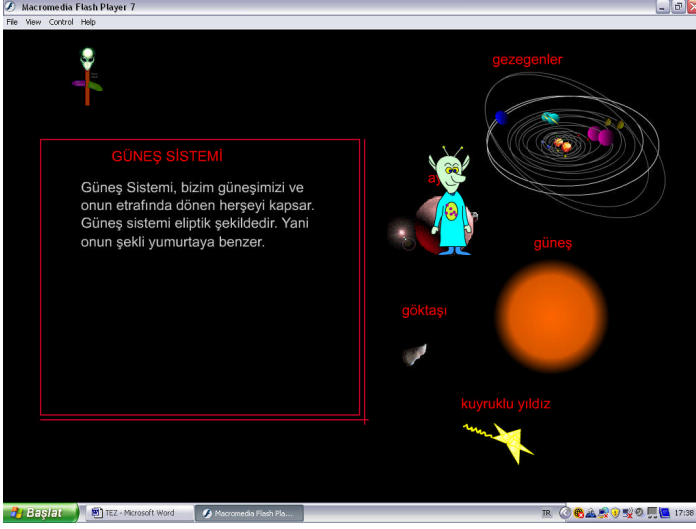 Macromedia Flash Player 7
File View Control Help
gezegenler
GÜNEŞ SİSTEMİ
Güneş Sistemi, bizim güneşimizi ve
onun etrafında dönen herşeyi kapsar.
Güneş sistemi eliptik şekildedir. Yani
onun şekli yumurtaya benzer.
güneş
göktaşı
kuyruklu yıldız
Başlat
TEZ - Microsoft Word
Macromedia Flash Pla...
TR
17:38